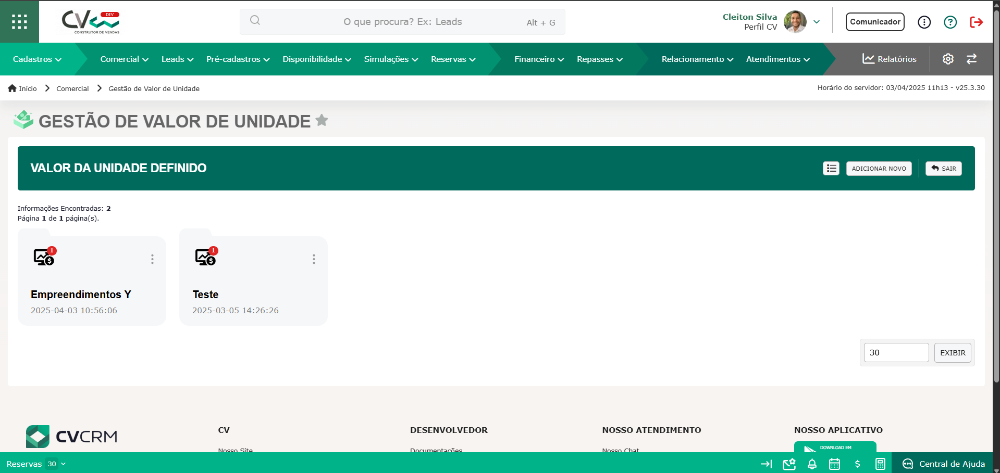 CV DEV
CONSTRUTOR DE VENDAS
O que procura? Ex: Leads
Alt + G
Cleiton Silva
Perfil CV
Comunicador
Cadastros
Comercial
Leads
Pré-cadastros
Disponibilidade
Simulações
Reservas
Financeiro
Repasses
Relacionamento
Atendimentos
Relatórios
Início
Comercial
Gestão de Valor de Unidade
Horário do servidor: 03/04/2025 11h13 - v25.3.30
GESTÃO DE VALOR DE UNIDADE
VALOR DA UNIDADE DEFINIDO
ADICIONAR NOVO
SAIR
Informações Encontradas: 2
Página 1 de 1 página(s).
1
Empreendimentos Y
2025-04-03 10:56:06
1
Teste
2025-03-05 14:26:26
30
EXIBIR
CVCRM
CV
DESENVOLVEDOR
NOSSO ATENDIMENTO
NOSSO APLICATIVO
Nosso Site
Documentações
Nosso Chat
DOWNLOAD EM
Reservas 30
Central de Ajuda